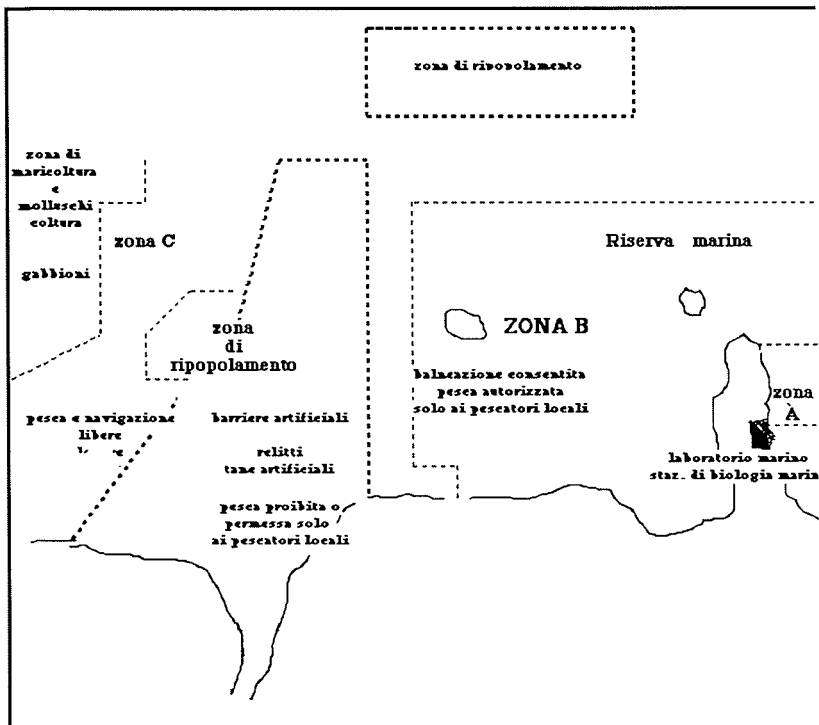 zona di ripopolamento
zona di
maricoltura
e
molluschi
coltura
zona C
gabbioni
Riserva marina
ZONA B
zona
di
ripopolamento
balneazione consentita
pesca autorizzata
solo ai pescatori locali
zona
A
pesca e navigazione
libere
barriere artificiali
relitti
tane artificiali
laboratorio marino
staz. di biologia marina
pesca proibita o
permessa solo
ai pescatori locali